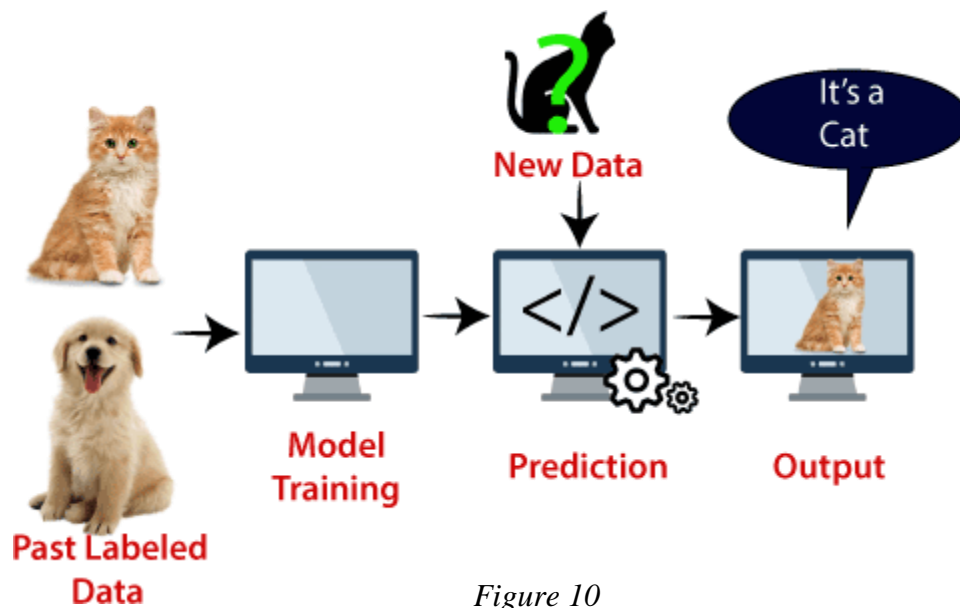 It's a
Cat
?
New Data
</>
Model
Training
Prediction
Output
Past Labeled
Data
Figure 10